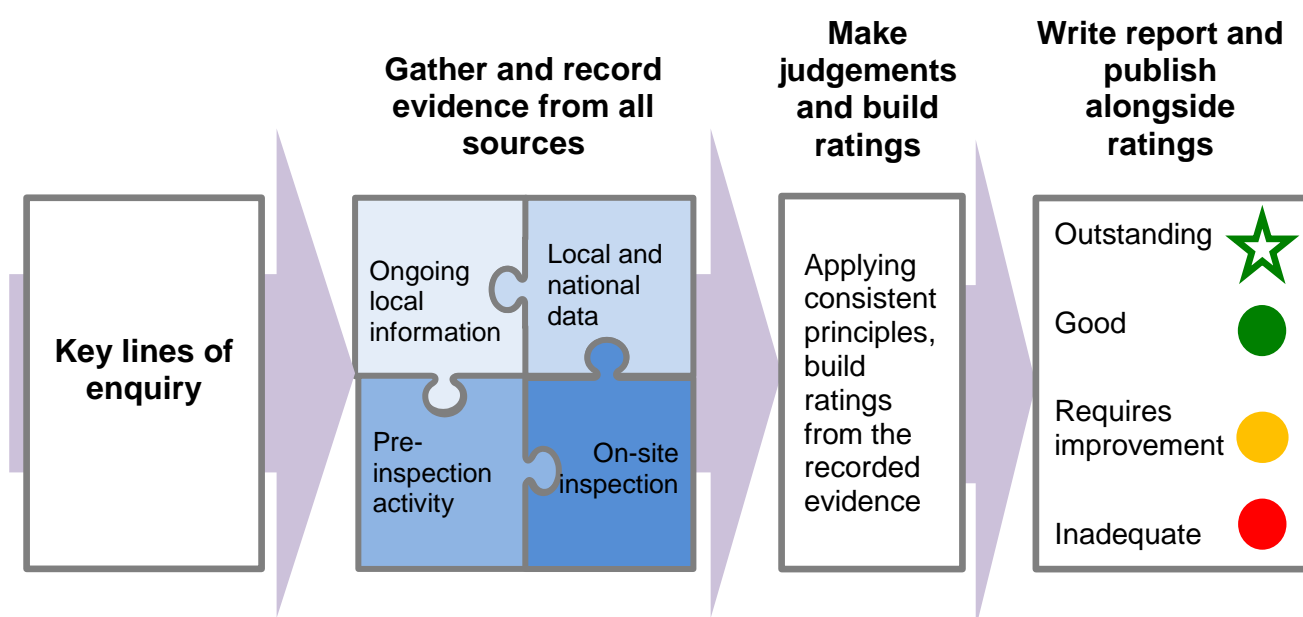 Key lines of
enquiry
Gather and record
evidence from all
sources
Ongoing
local
information
Local and
national
data
Pre-
inspection
activity
On-site
inspection
Make
judgements
and build
ratings
Applying
consistent
principles,
build
ratings
from the
recorded
evidence
Write report and
publish
alongside
ratings
Outstanding
Good
Requires
improvement
Inadequate